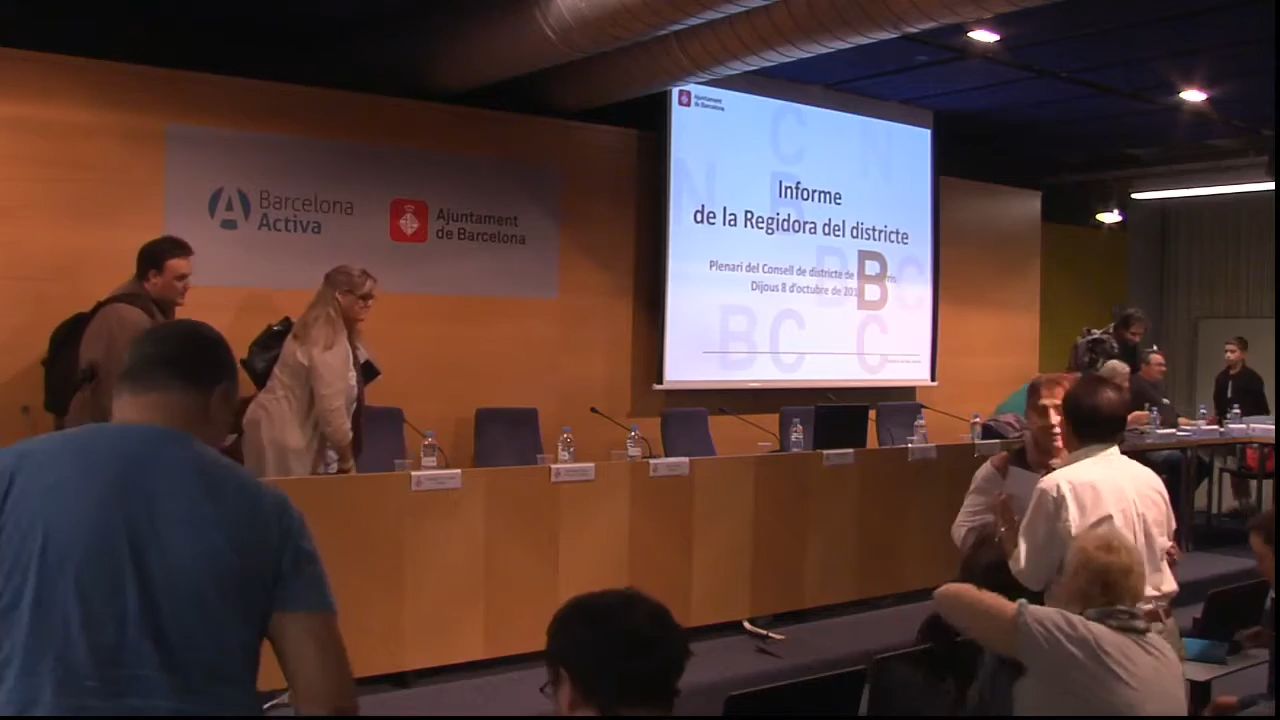 Barcelona
Activa
Ajuntament
de Barcelona
Ajuntament
de Barcelona
Informe
de la Regidora del districte
Plenari del Consell de districte de
Dijous 8 d'octubre de
C
N
N
B
B
B
C
B
C
C